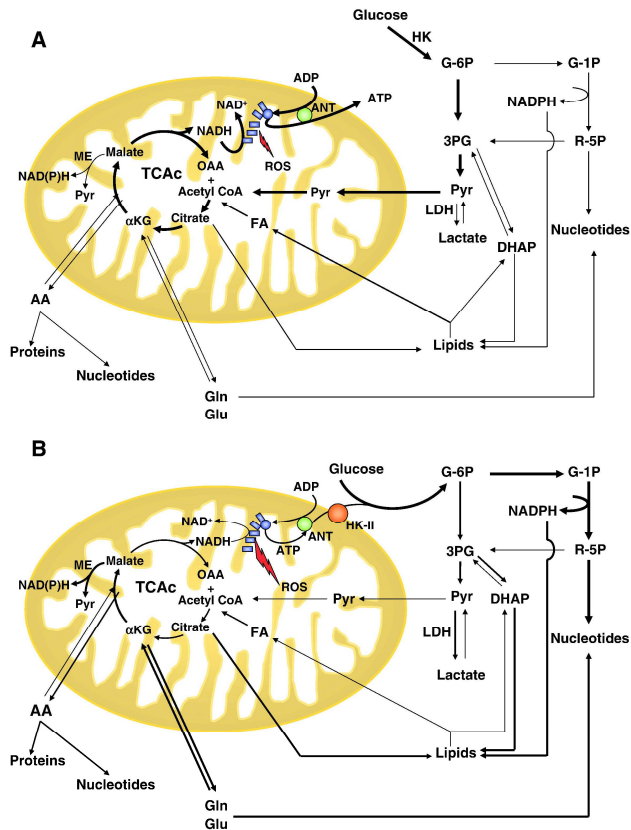 A
Glucose
HK
G-6P
G-1P
ADP
ATP
NAD⁺
ANT
NADPH
NADH
ROS
3PG
R-5P
ME
Malate
OAA
TCAc
+
NAD(P)H
Acetyl CoA
Pyr
Pyr
Pyr
LDH
αKG
Citrate
FA
Lactate
Nucleotides
DHAP
AA
Lipids
Proteins
Nucleotides
Gln
Glu
B
Glucose
G-6P
G-1P
ADP
NAD⁺
HK-II
NADPH
ANT
NADH
ATP
3PG
R-5P
ME
Malate
OAA
ROS
TCAc
+
NAD(P)H
Acetyl CoA
Pyr
Pyr
Pyr
DHAP
αKG
Citrate
FA
LDH
Nucleotides
Lactate
AA
Lipids
Proteins
Nucleotides
Gln
Glu